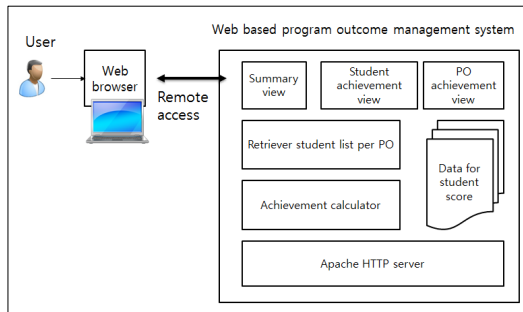 User
Web based program outcome management system
Web
browser
Remote
access
Summary
view
Student
achievement view
PO
achievement
view
Retriever student list per PO
Data for
student
score
Achievement calculator
Apache HTTP server